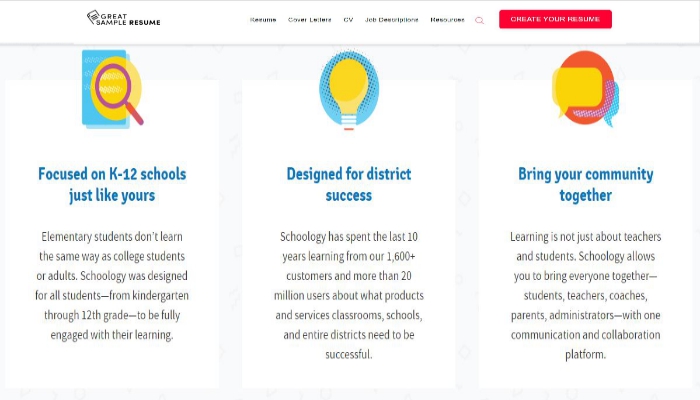 GREAT
SAMPLE RESUME
Resume Cover Letters CV Job Descriptions Resources CREATE YOUR RESUME
Focused on K-12 schools
just like yours
Elementary students don't learn
the same way as college students
or adults. Schoology was designed
for all students—from kindergarten
through 12th grade—to be fully
engaged with their learning.
Designed for district
success
Schoology has spent the last 10
years learning from our 1,600+
customers and more than 20
million users about what products
and services classrooms, schools,
and entire districts need to be
successful.
Bring your community
together
Learning is not just about teachers
and students. Schoology allows
you to bring everyone together—
students, teachers, coaches,
parents, administrators—with one
communication and collaboration
platform.